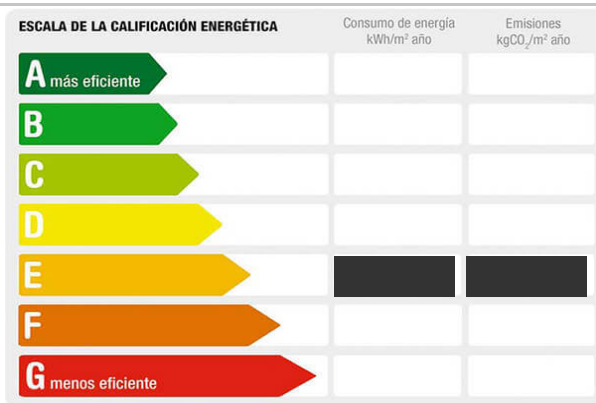 ESCALA DE LA CALIFICACIÓN ENERGÉTICA
Consumo de energía
kWh/m² año
Emisiones
kgCO₂/m² año
A más eficiente
B
C
D
E
F
G menos eficiente